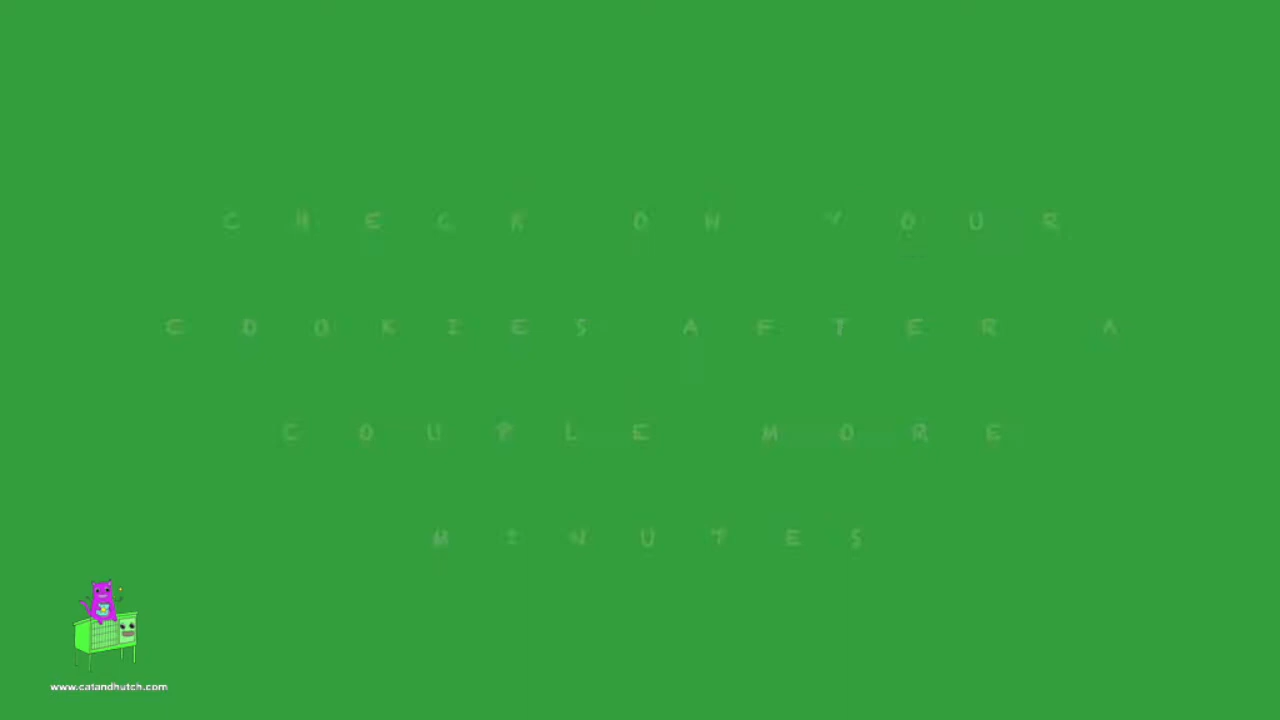 CHECK ON YOUR
COOKIES AFTER A
COUPLE MORE
MINUTES
www.catandhutch.com